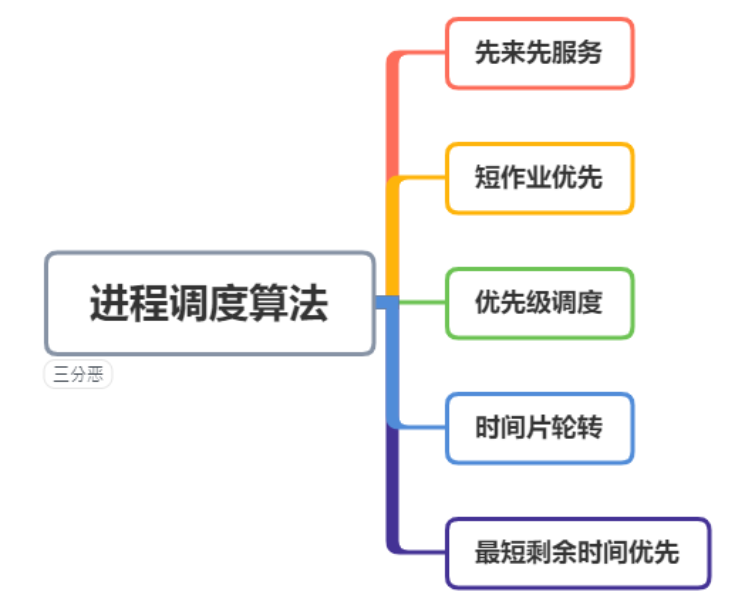 先来先服务
短作业优先
进程调度算法
优先级调度
三分恶
时间片轮转
最短剩余时间优先